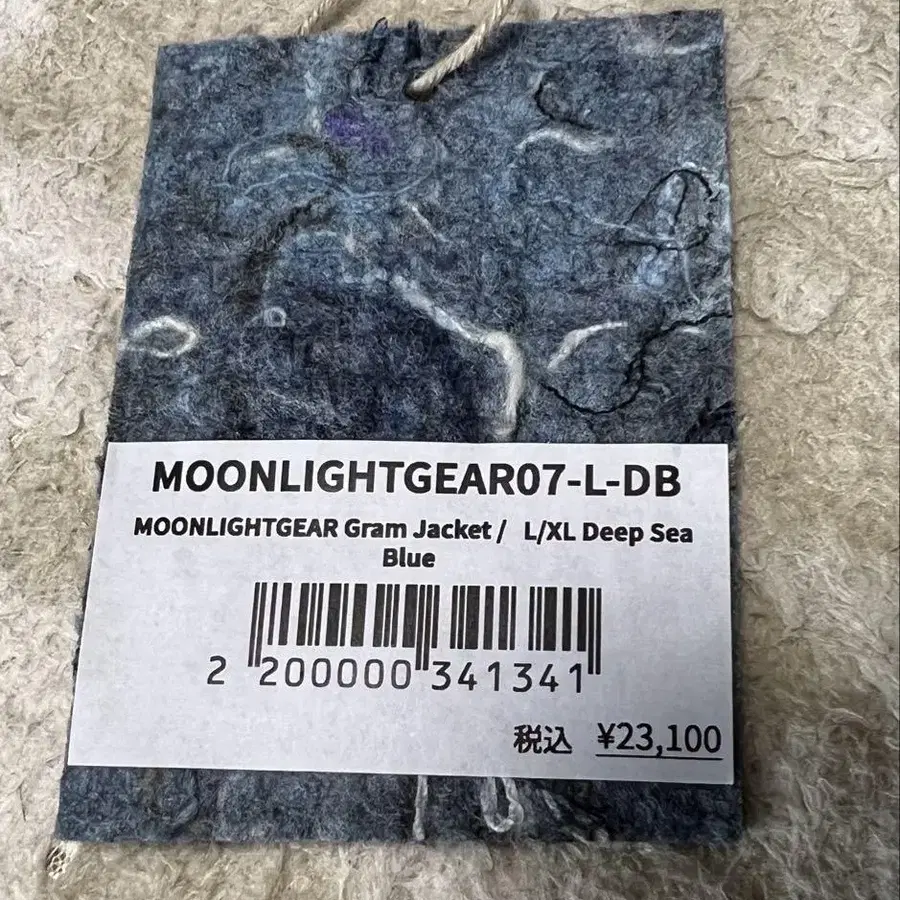 MOONLIGHTGEAR07-L-DB
MOONLIGHTGEAR Gram Jacket / L/XL Deep Sea
Blue
2 200000 341341
税込 ¥23,100